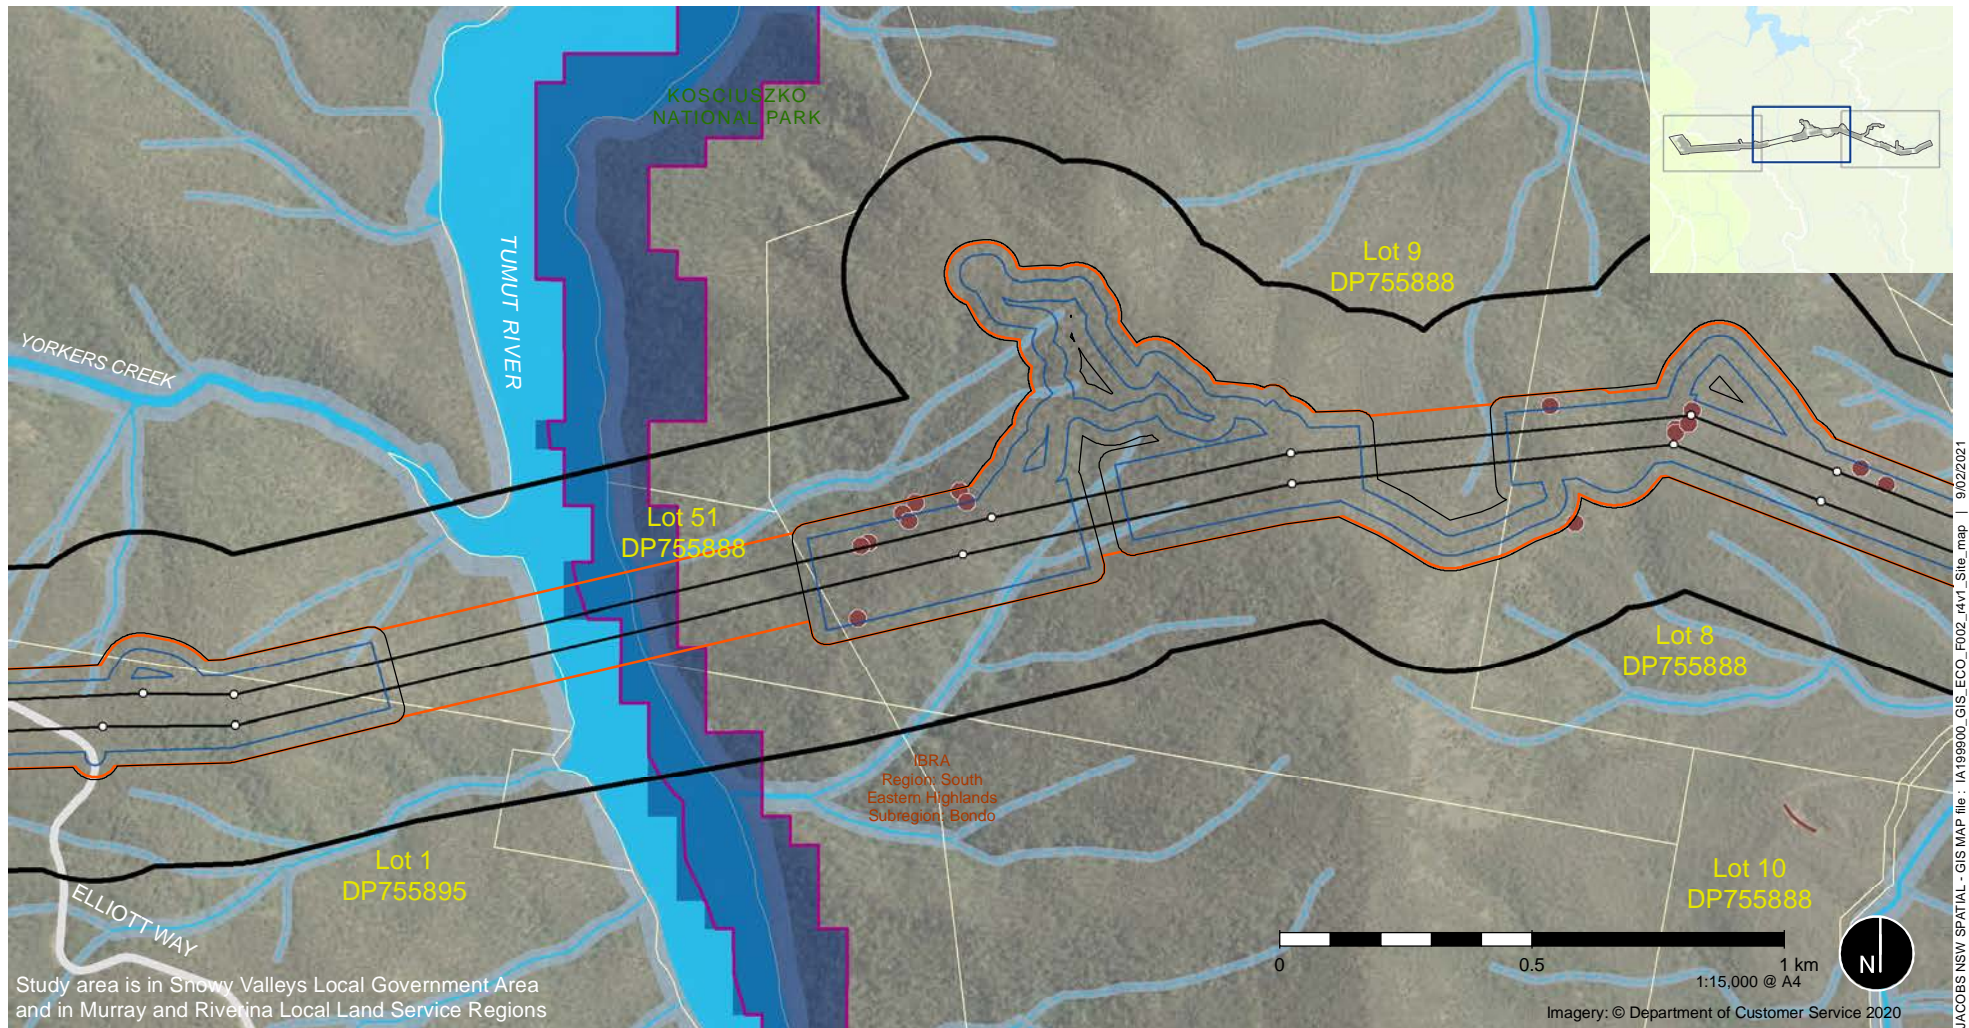 KOSCIUSZKO
NATIONAL PARK
TUMUT RIVER
YORKERS CREEK
Lot 9
DP755888
Lot 51
DP755888
Lot 8
DP755888
IBRA
Region: South
Eastern Highlands
Subregion: Bondo
Lot 1
DP755895
Lot 10
DP755888
ELLIOTT WAY
Study area is in Snowy Valleys Local Government Area
and in Murray and Riverina Local Land Service Regions
0 0.5 1 km
1:15,000 @ A4
N
Imagery: © Department of Customer Service 2020
JACOBS NSW SPATIAL - GIS MAP file : IA199900_GIS_ECO_F002_r4v1_Site_map | 9/02/2021